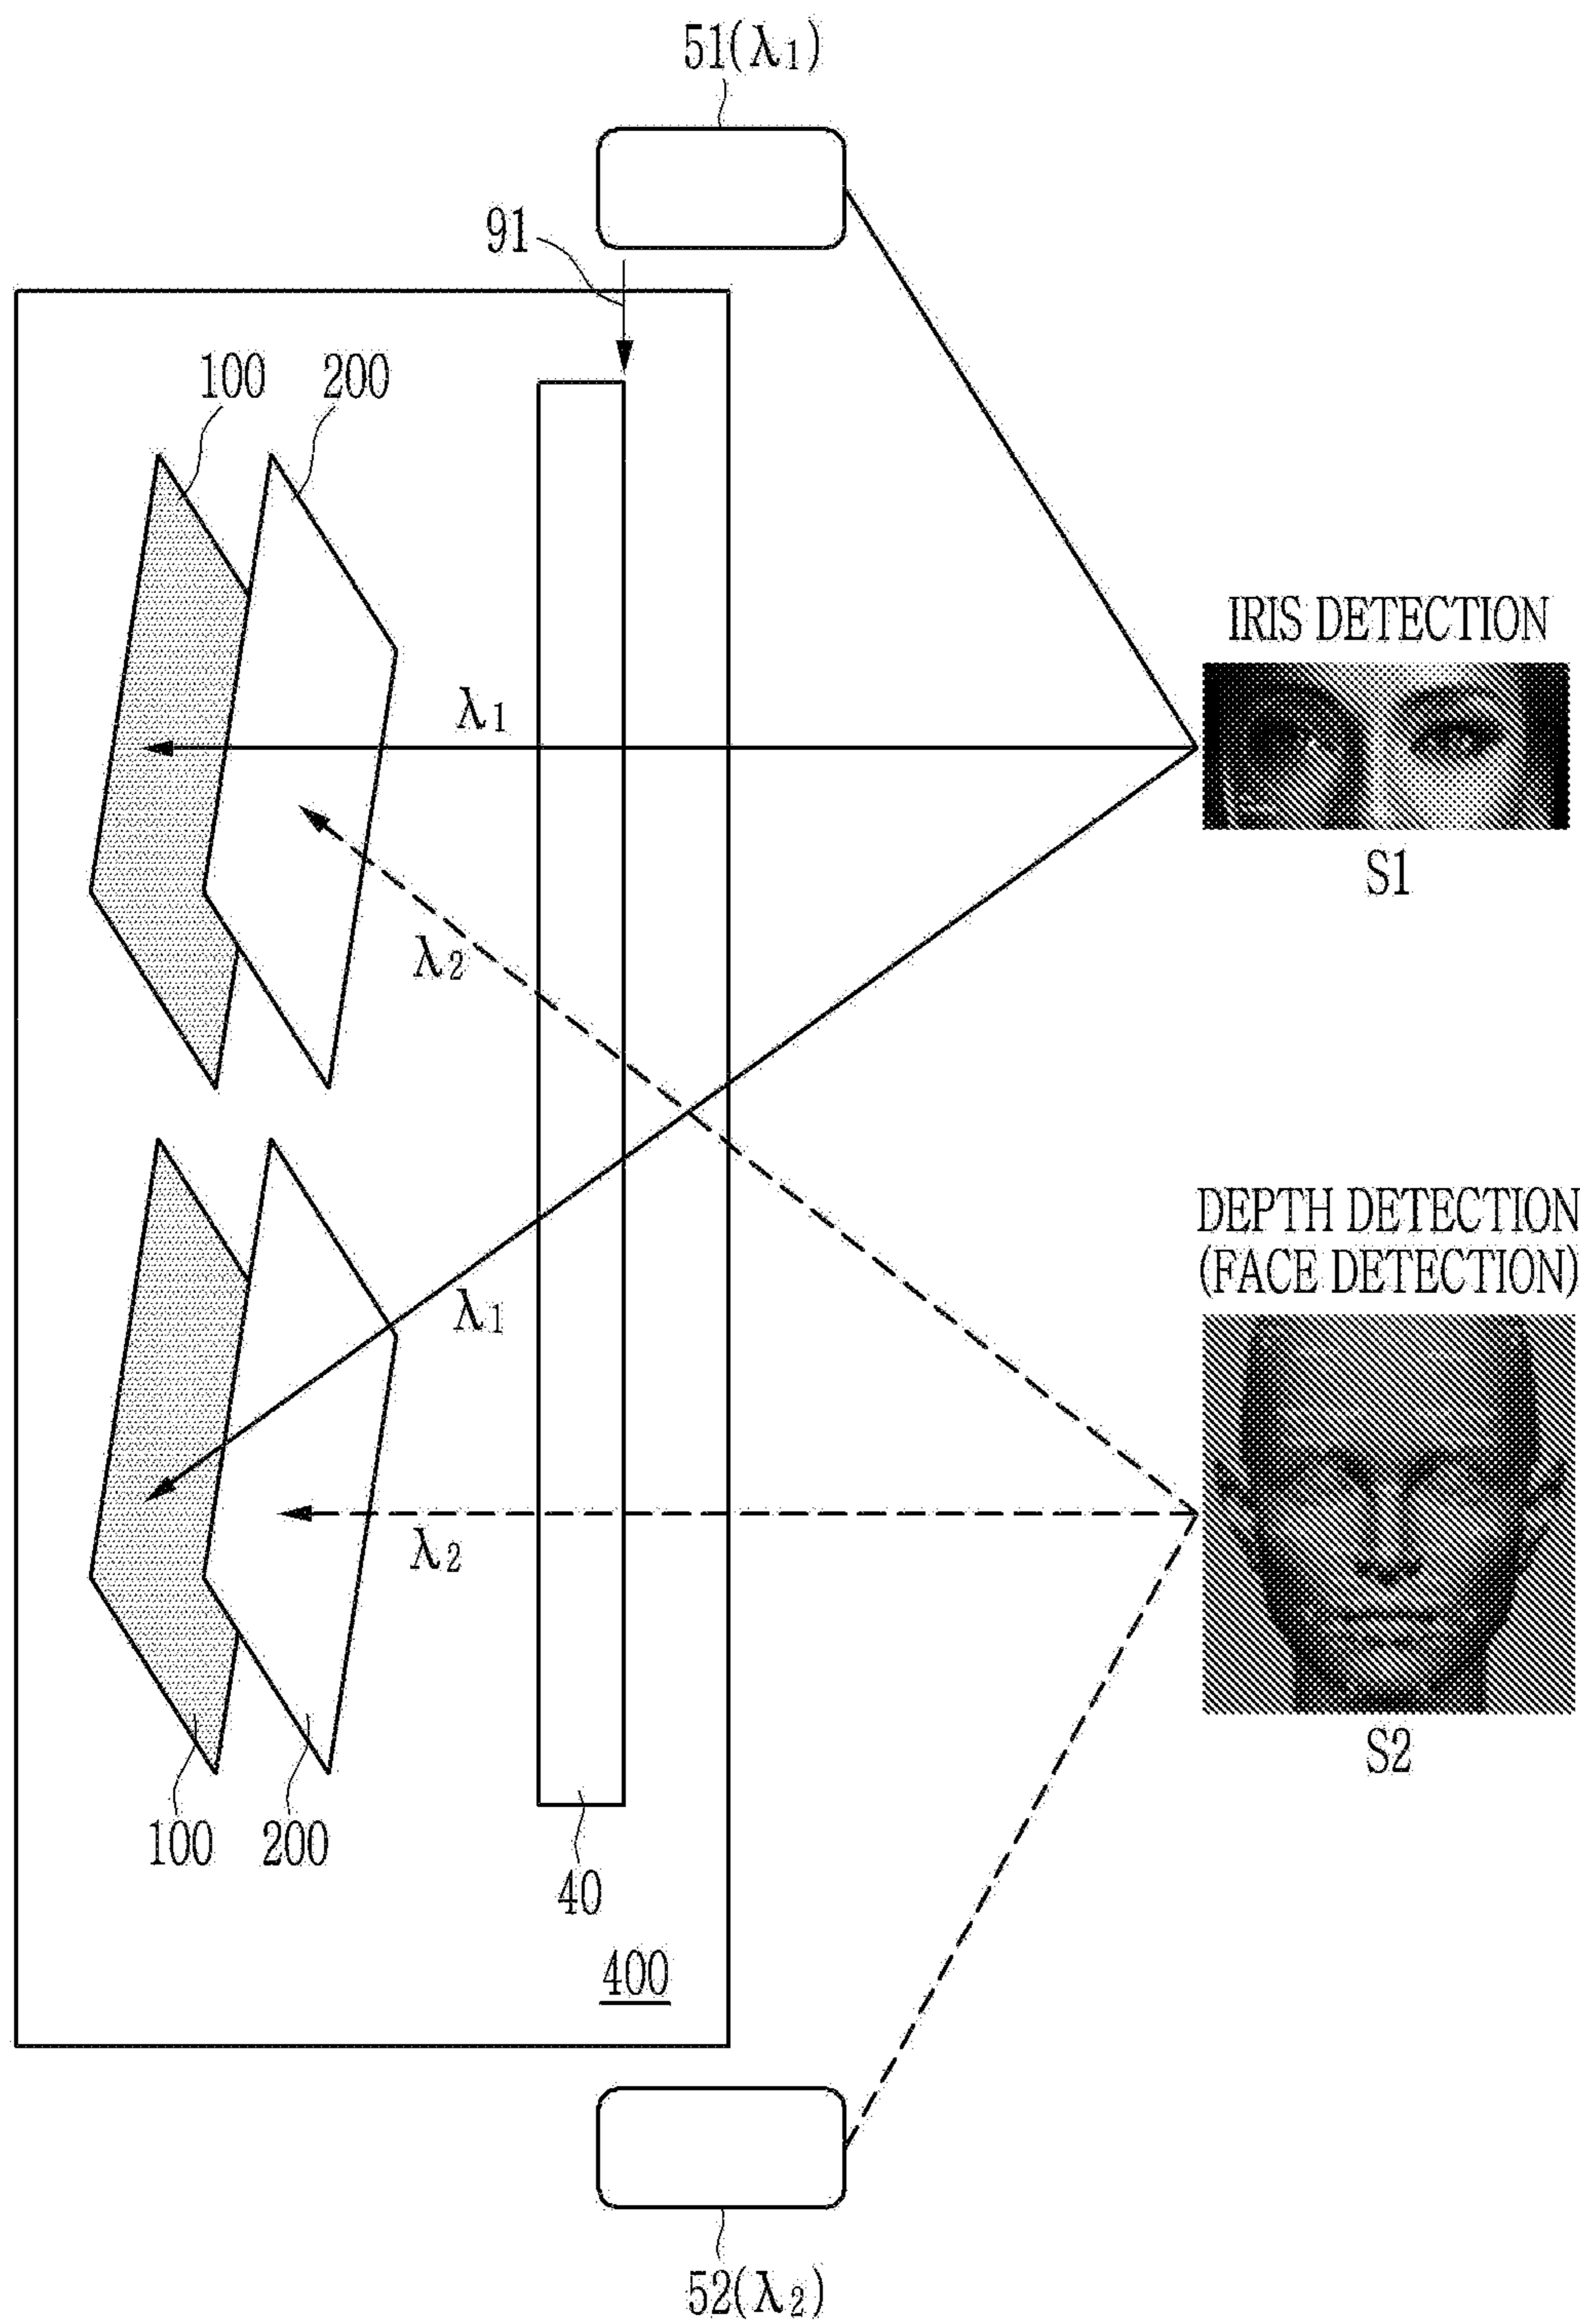 51(λ1)
91
100
200
IRIS DETECTION
λ1
S1
λ2
DEPTH DETECTION
(FACE DETECTION)
λ1
λ2
S2
100
200
40
400
52(λ2)